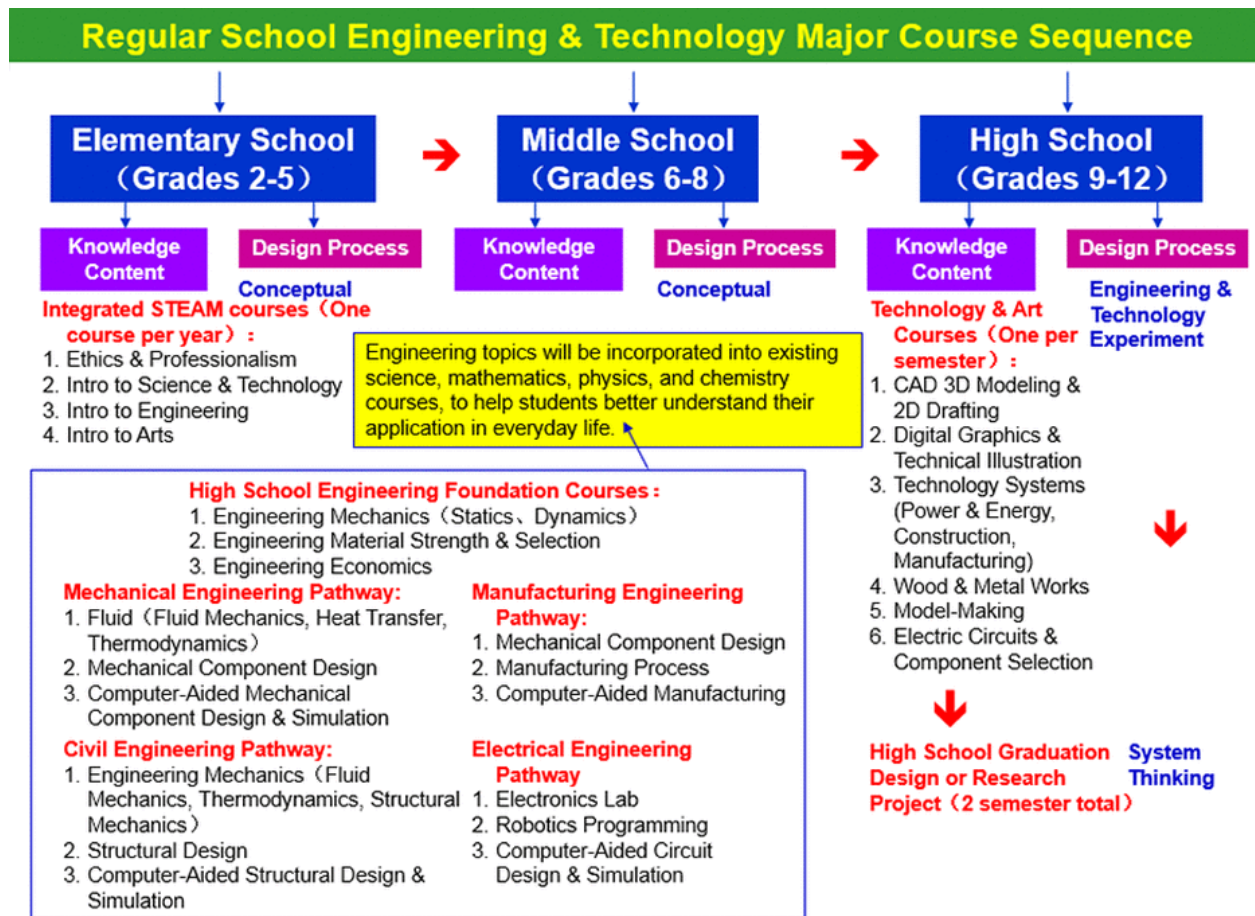 Regular School Engineering & Technology Major Course Sequence
Elementary School
（Grades 2-5）
Middle School
（Grades 6-8）
High School
（Grades 9-12）
Knowledge
Content
Design Process
Conceptual
Integrated STEAM courses（One
course per year）:
1. Ethics & Professionalism
2. Intro to Science & Technology
3. Intro to Engineering
4. Intro to Arts
Knowledge
Content
Design Process
Conceptual
Engineering topics will be incorporated into existing
science, mathematics, physics, and chemistry
courses, to help students better understand their
application in everyday life.
Knowledge
Content
Design Process
Technology & Art
Courses（One per
semester）:
1. CAD 3D Modeling &
2D Drafting
2. Digital Graphics &
Technical Illustration
3. Technology Systems
(Power & Energy,
Construction,
Manufacturing)
4. Wood & Metal Works
5. Model-Making
6. Electric Circuits &
Component Selection
Engineering &
Technology
Experiment
High School Graduation
Design or Research
Project（2 semester total）
System
Thinking
High School Engineering Foundation Courses:
1. Engineering Mechanics（Statics、Dynamics）
2. Engineering Material Strength & Selection
3. Engineering Economics
Mechanical Engineering Pathway:
1. Fluid（Fluid Mechanics, Heat Transfer,
Thermodynamics）
2. Mechanical Component Design
3. Computer-Aided Mechanical
Component Design & Simulation
Manufacturing Engineering
Pathway:
1. Mechanical Component Design
2. Manufacturing Process
3. Computer-Aided Manufacturing
Civil Engineering Pathway:
1. Engineering Mechanics（Fluid
Mechanics, Thermodynamics, Structural
Mechanics）
2. Structural Design
3. Computer-Aided Structural Design &
Simulation
Electrical Engineering
Pathway
1. Electronics Lab
2. Robotics Programming
3. Computer-Aided Circuit
Design & Simulation